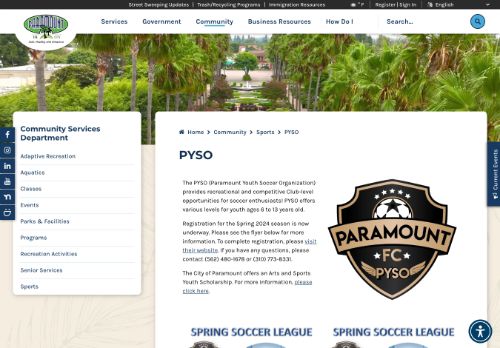 Street Sweeping Updates | Trash/Recycling Programs | Immigration Resources
° F
Register | Sign In
English
PARAMOUNT
Services
Government
Community
Business Resources
How Do I
Search...
Community Services Department
Adaptive Recreation
Aquatics
Classes
Events
Parks & Facilities
Programs
Recreation Activities
Senior Services
Sports
Home > Community > Sports > PYSO
PYSO
The PYSO (Paramount Youth Soccer Organization)
provides recreational and competitive Club-level
opportunities for soccer enthusiasts! PYSO offers
various levels for youth ages 6 to 13 years old.
Registration for the Spring 2024 season is now
underway. Please see the flyer below for more
information. To complete registration, please visit
their website. If you have any questions, please
contact (562) 480-1678 or (310) 773-8331.
The City of Paramount offers an Arts and Sports
Youth Scholarship. For more information, please
click here.
PARAMOUNT
FC
PYSO
Current Events
SPRING SOCCER LEAGUE
SPRING SOCCER LEAGUE